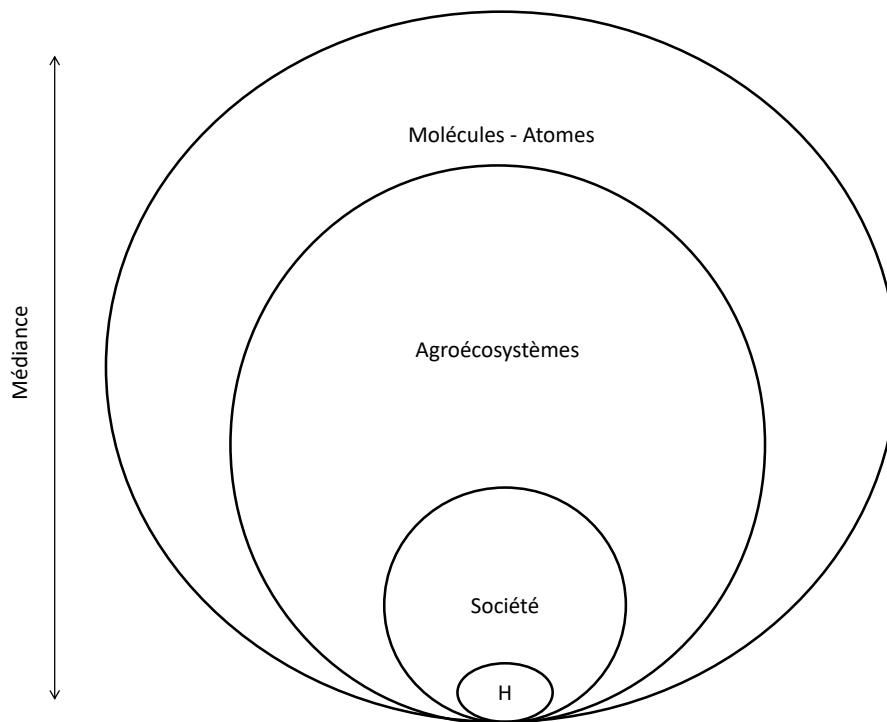 Molécules - Atomes
Agroécosystèmes
Médiance
Société
H